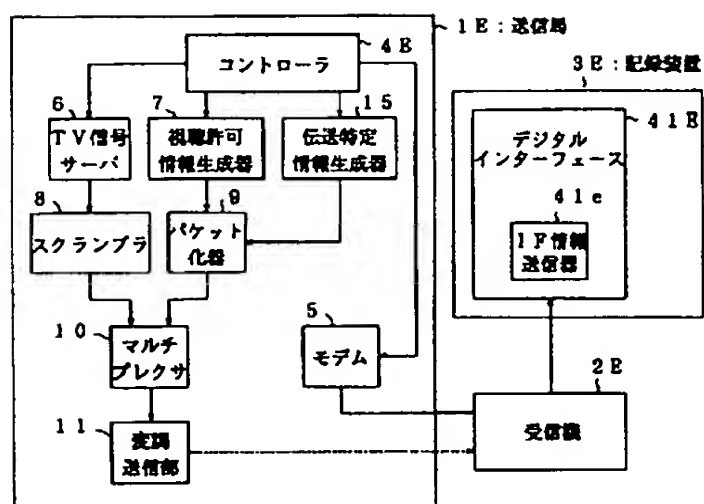 1E:送信局
4E
コントローラ
3E:記録装置
6
TV信号
サーバ
7
視聴許可
情報生成器
15
伝送特定
情報生成器
41E
デジタル
インターフェース
41e
IF情報
送信器
8
スクランブラ
9
パケット
化器
10
マルチ
プレクサ
5
モデム
2E
受信機
11
変調
送信部